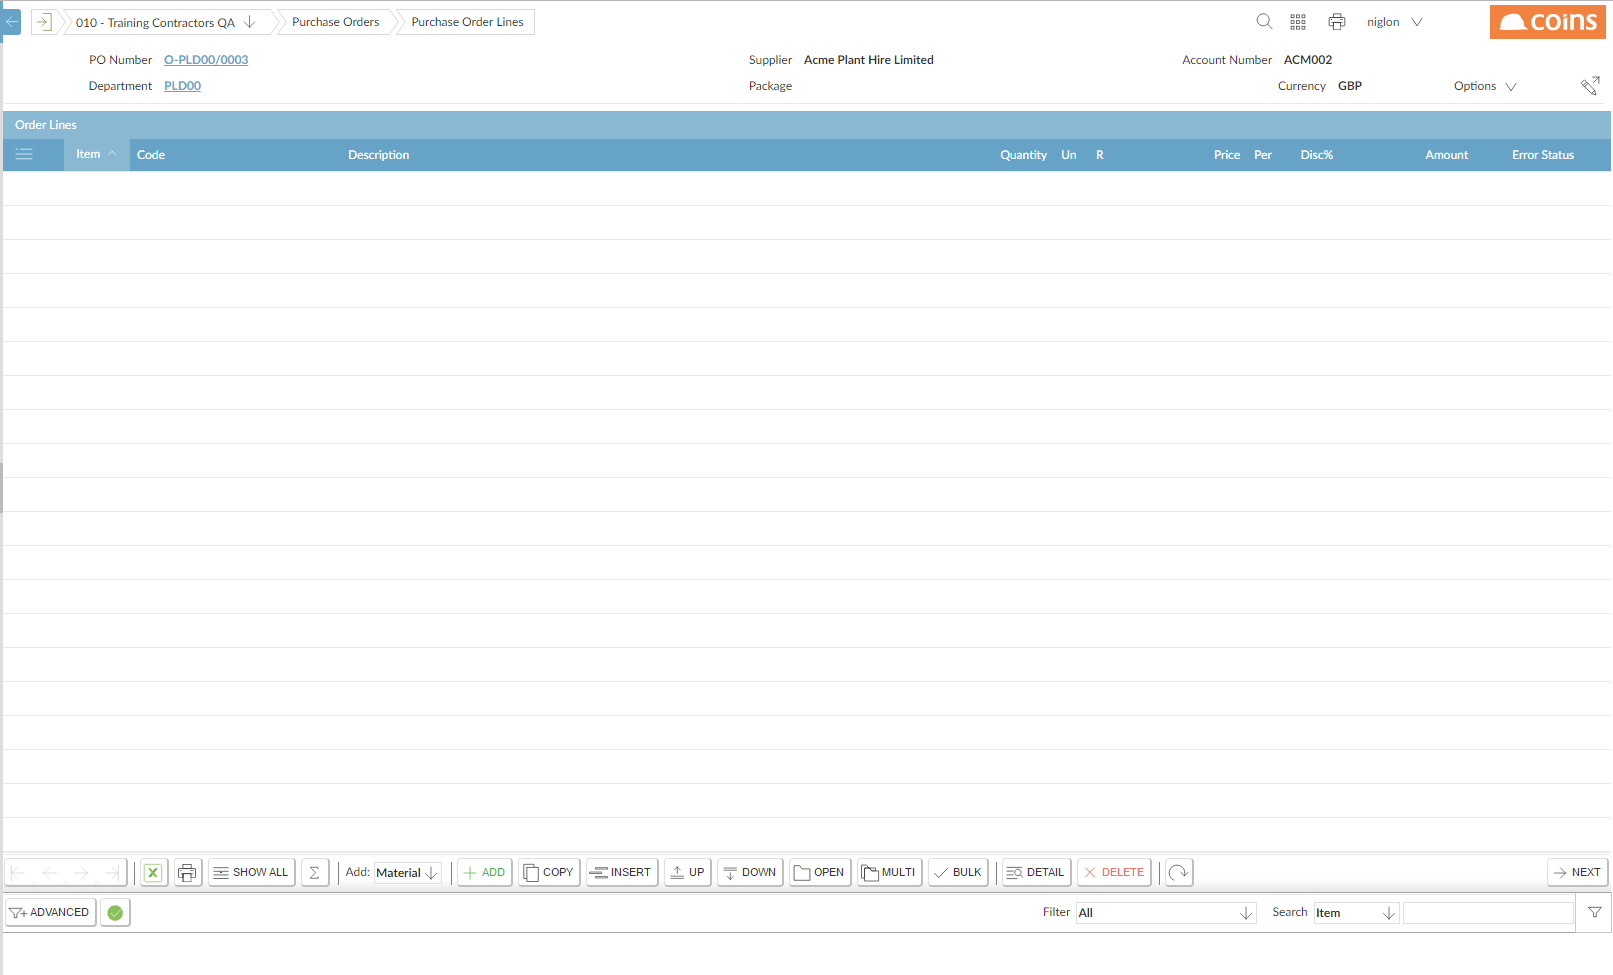 010 - Training Contractors QA Purchase Orders Purchase Order Lines niglon coins
PO Number O-PLD00/0003 Supplier Acme Plant Hire Limited Account Number ACM002
Department PLD00 Package Currency GBP Options
Order Lines
Item Code Description Quantity Un R Price Per Disc% Amount Error Status
SHOW ALL Add: Material ADD COPY INSERT UP DOWN OPEN MULTI BULK DETAIL DELETE NEXT
ADVANCED Filter All Search Item